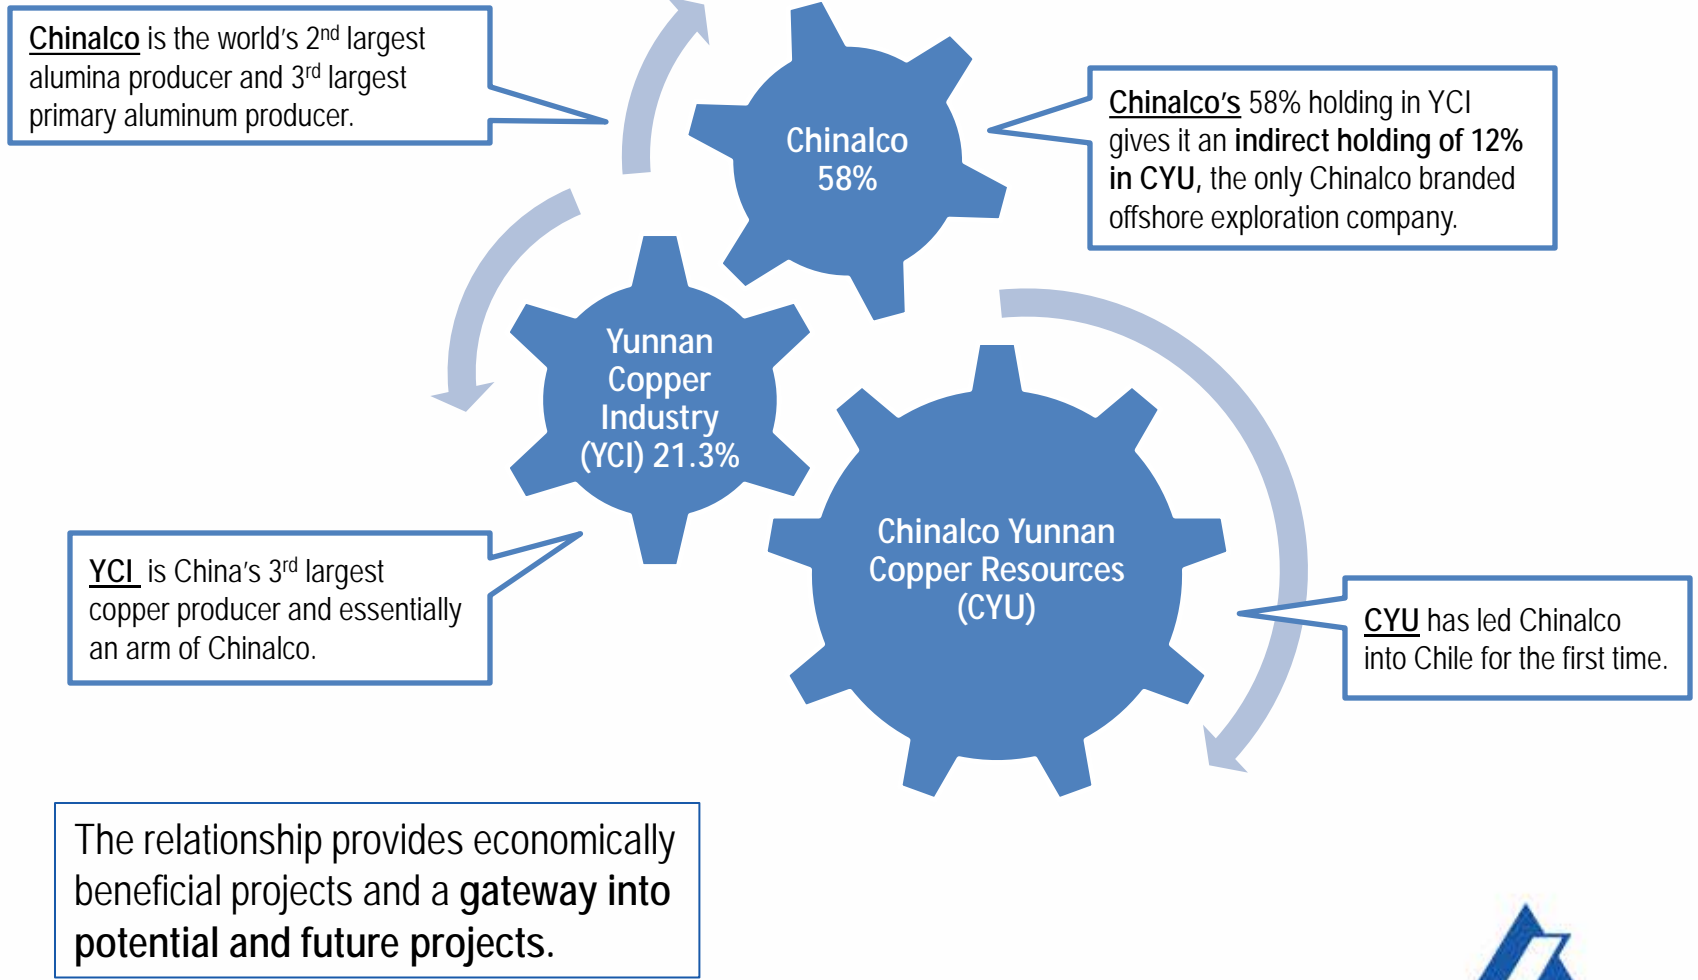 Chinalco is the world's 2nd largest
alumina producer and 3rd largest
primary aluminum producer.
Chinalco
58%
Chinalco's 58% holding in YCI
gives it an indirect holding of 12%
in CYU, the only Chinalco branded
offshore exploration company.
Yunnan
Copper
Industry
(YCI) 21.3%
Chinalco Yunnan
Copper Resources
(CYU)
YCI is China's 3rd largest
copper producer and essentially
an arm of Chinalco.
CYU has led Chinalco
into Chile for the first time.
The relationship provides economically
beneficial projects and a gateway into
potential and future projects.